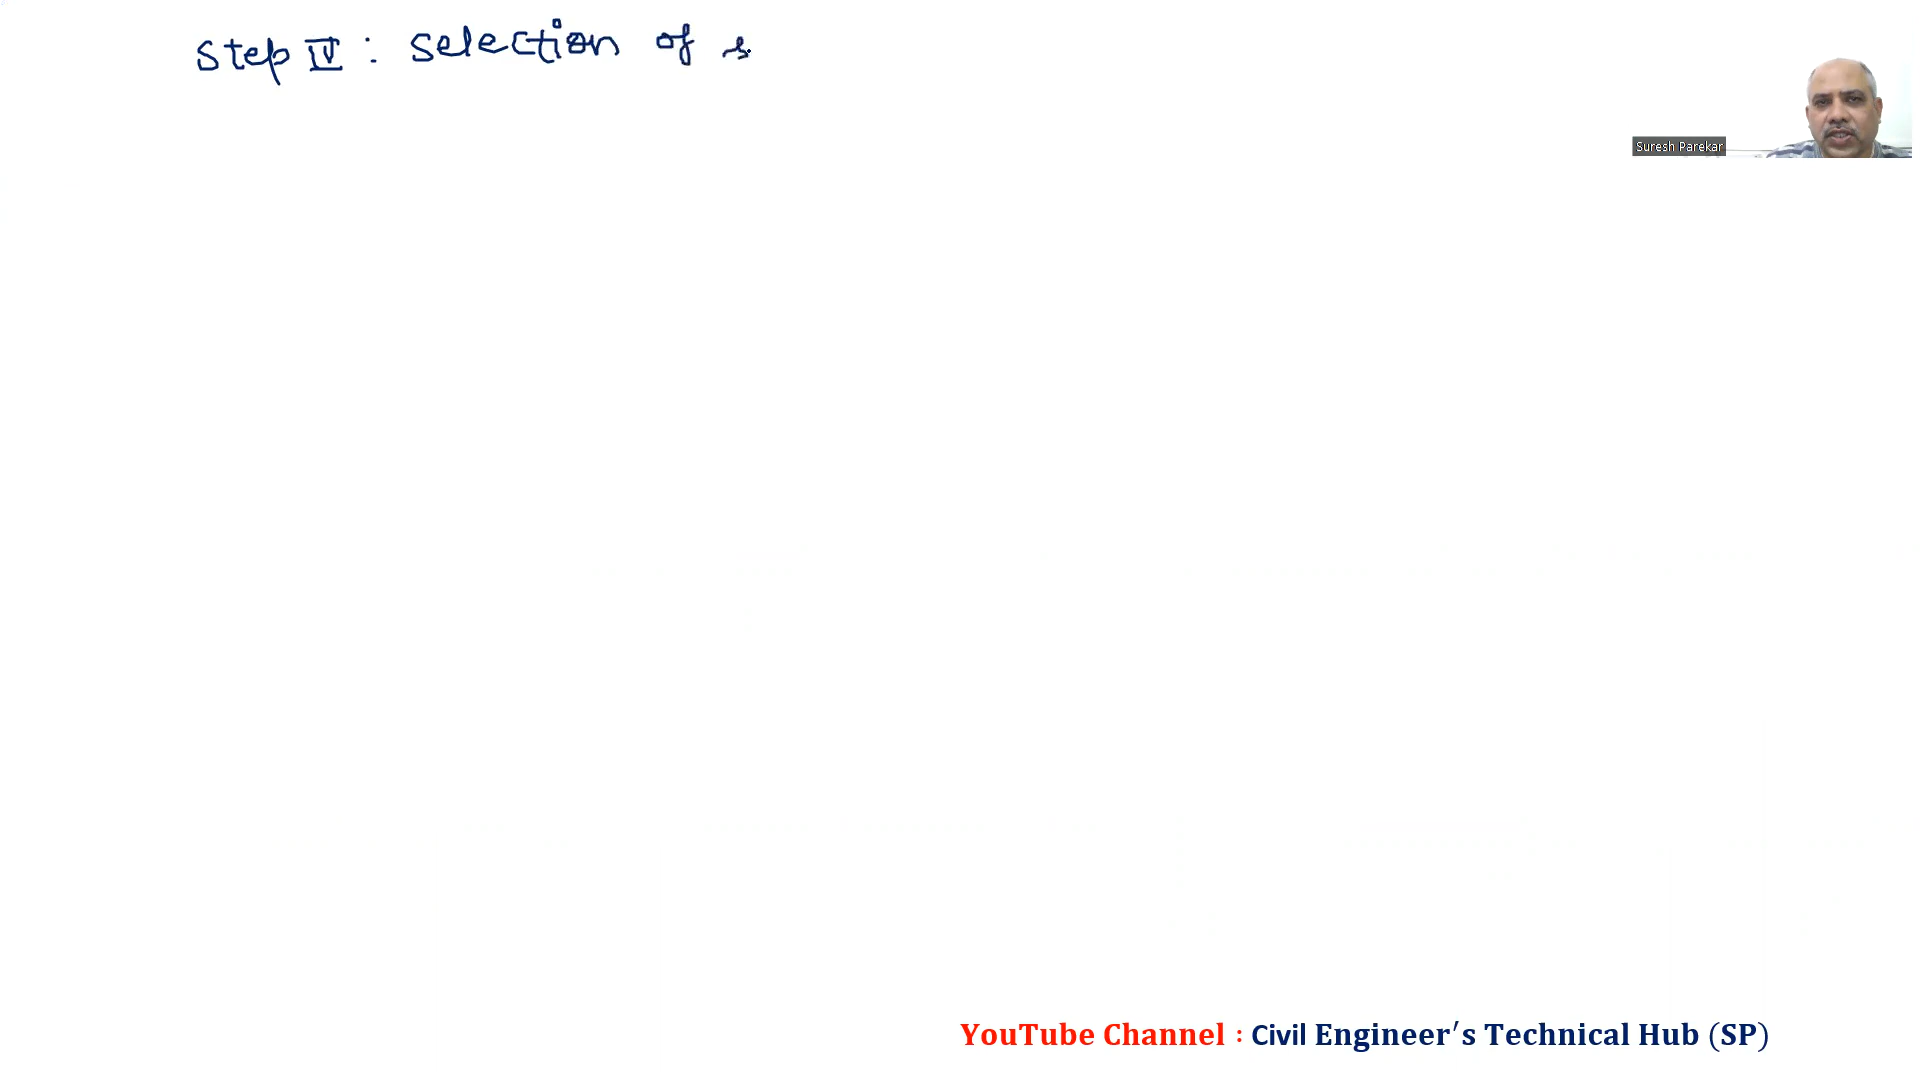 Step IV : Selection of s
Suresh Parekar
YouTube Channel : Civil Engineer's Technical Hub (SP)